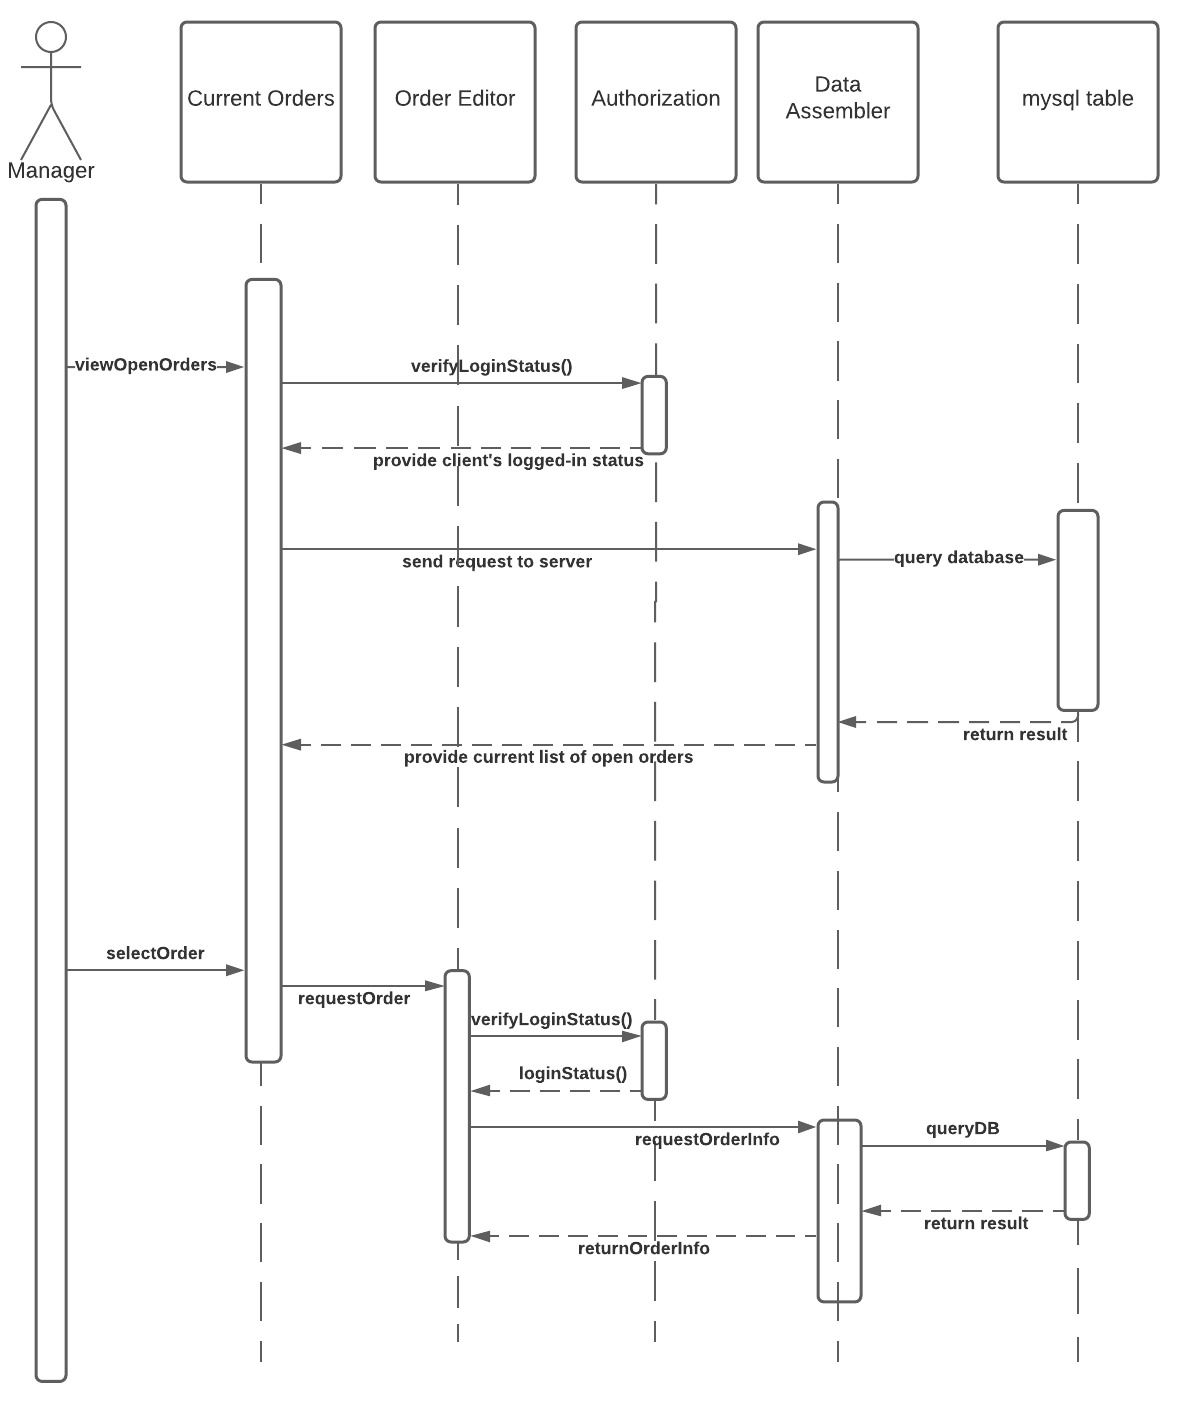 Manager
Current Orders
Order Editor
Authorization
Data
Assembler
mysql table
viewOpenOrders
verifyLoginStatus()
provide client's logged-in status
send request to server
query database
return result
provide current list of open orders
selectOrder
requestOrder
verifyLoginStatus()
loginStatus()
requestOrderInfo
queryDB
return result
returnOrderInfo